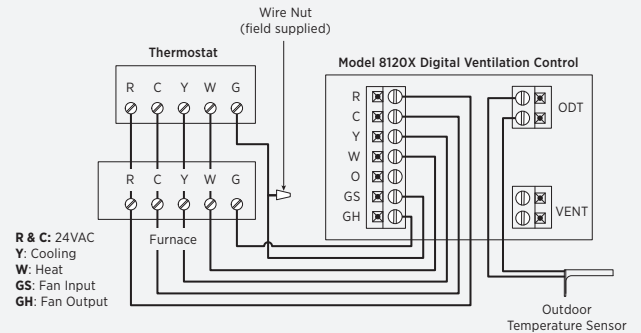 Wire Nut
(field supplied)
Thermostat
R C Y W G
Model 8120X Digital Ventilation Control
R
C
Y
W
O
GS
GH
ODT
VENT
R C Y W G
Furnace
R & C: 24VAC
Y: Cooling
W: Heat
GS: Fan Input
GH: Fan Output
Outdoor
Temperature Sensor